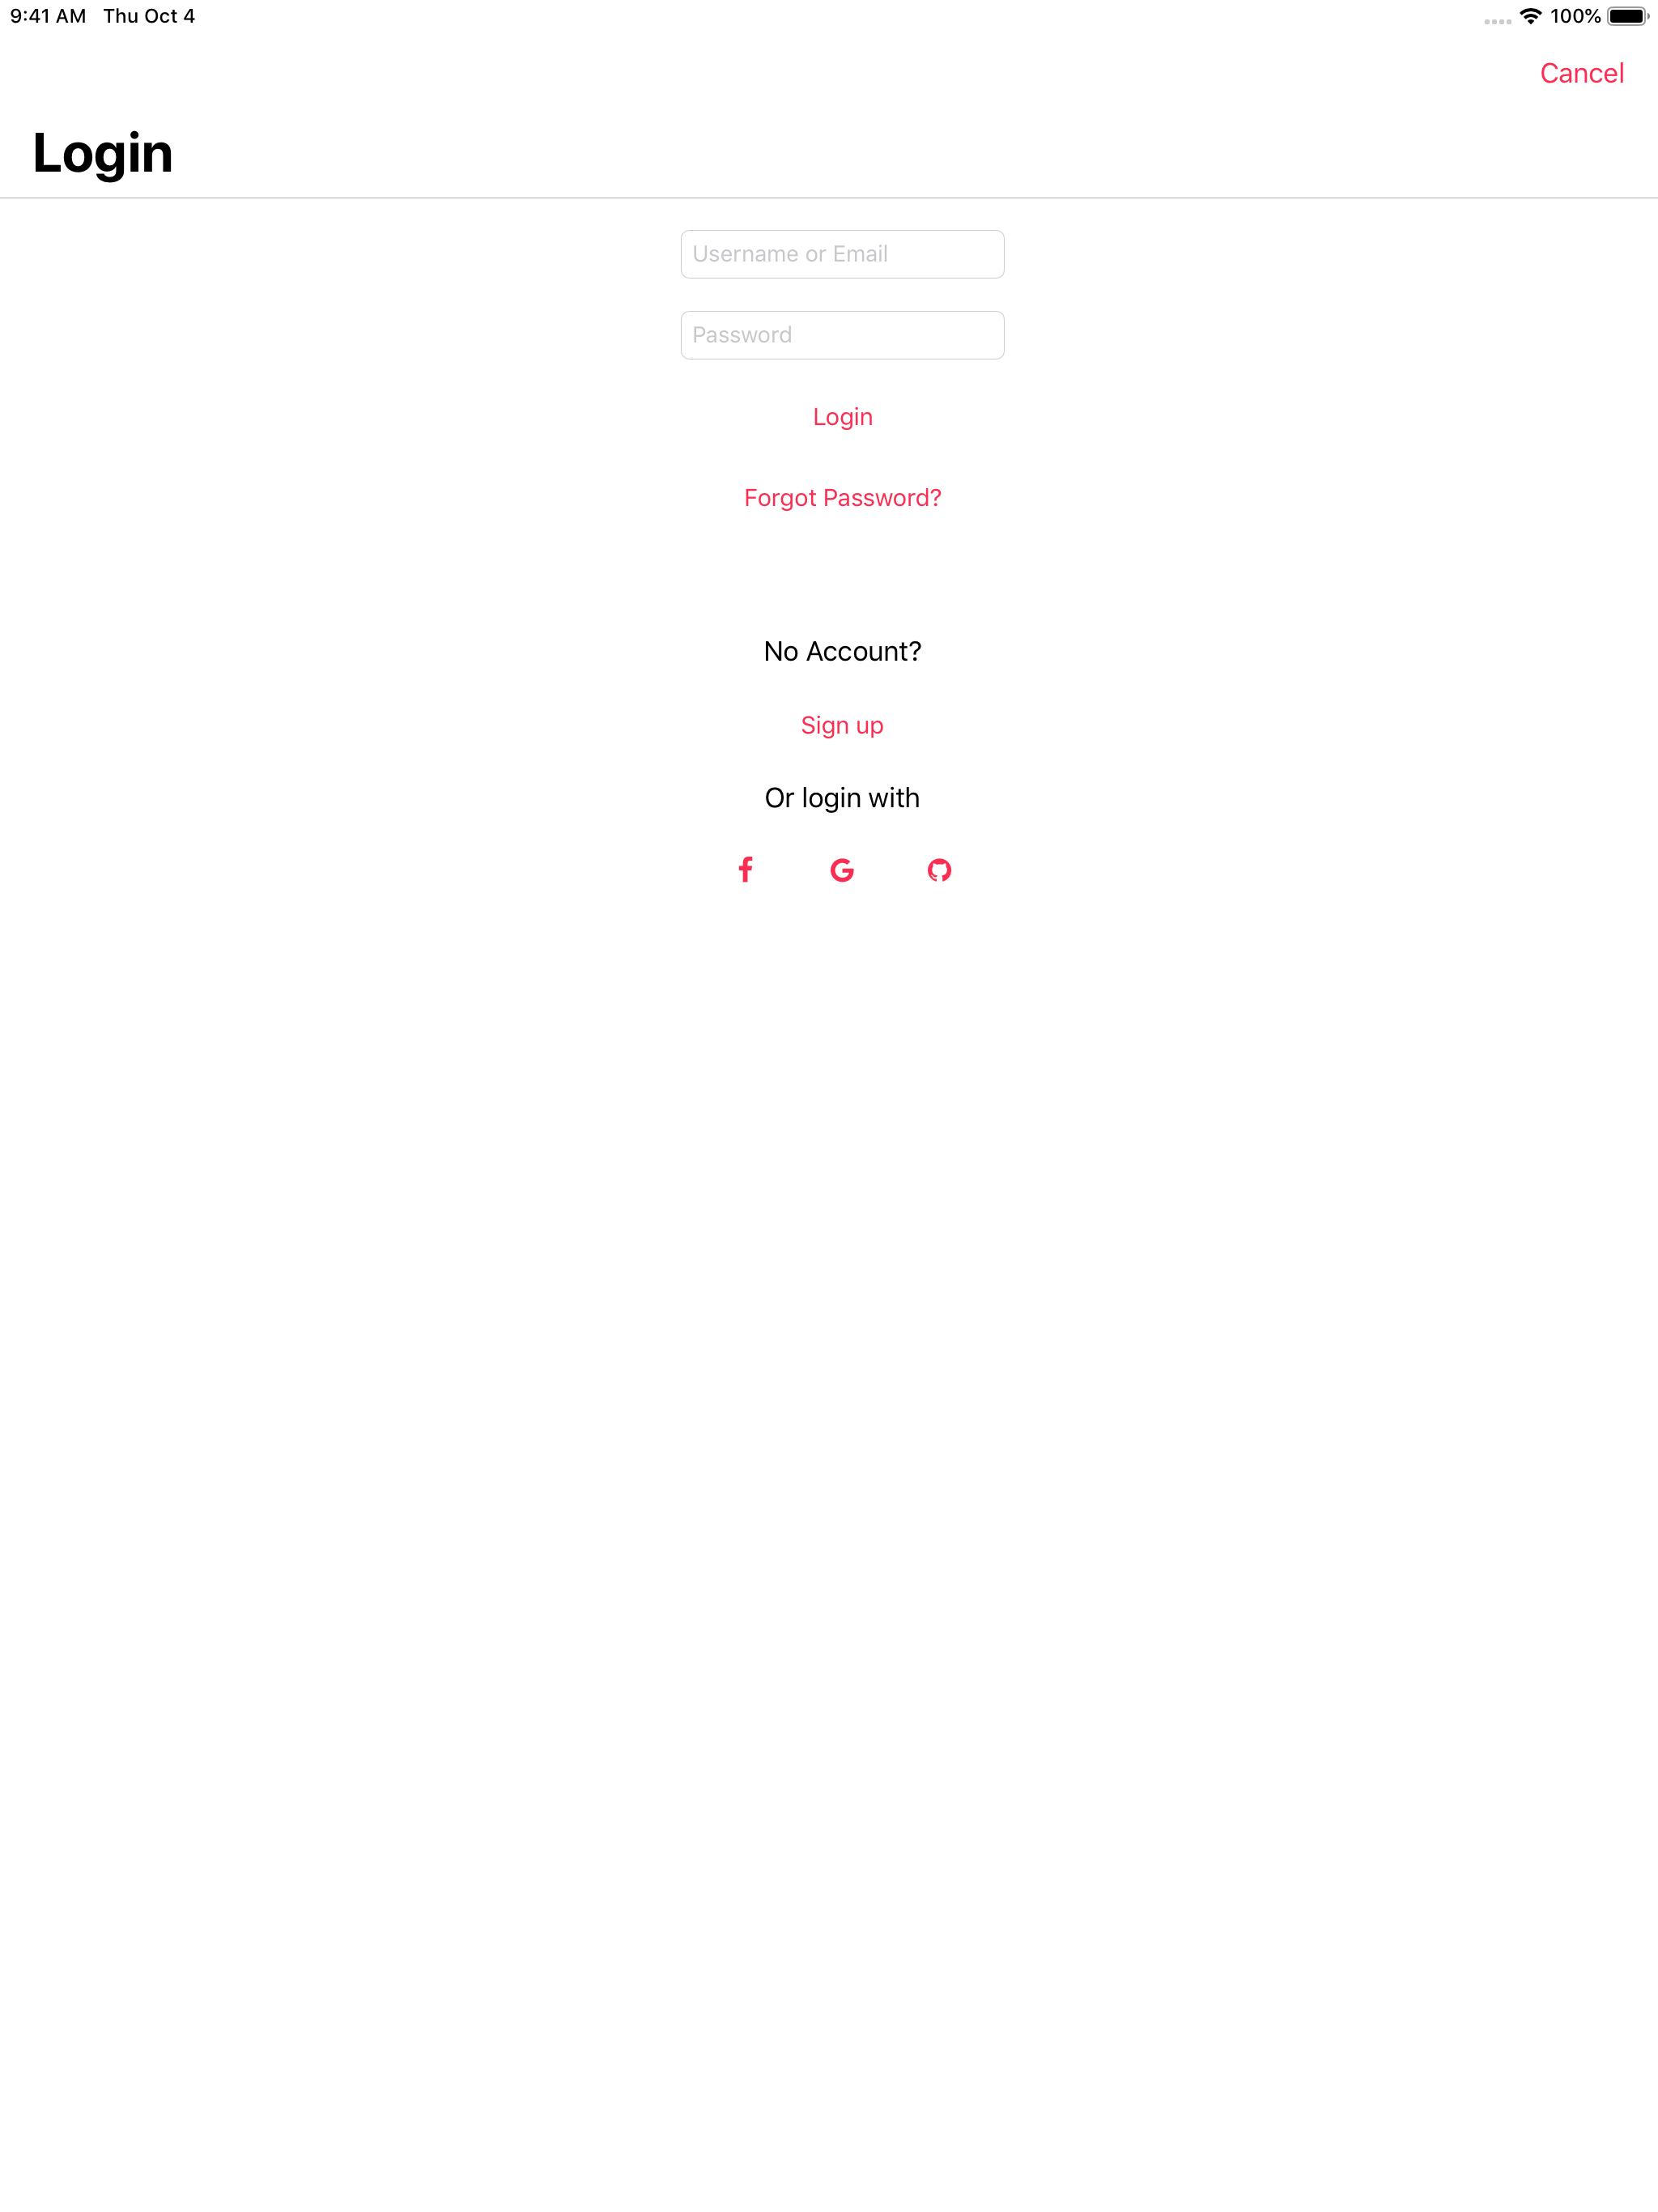 9:41 AM Thu Oct 4
100%
Cancel
Login
Username or Email
Password
Login
Forgot Password?
No Account?
Sign up
Or login with